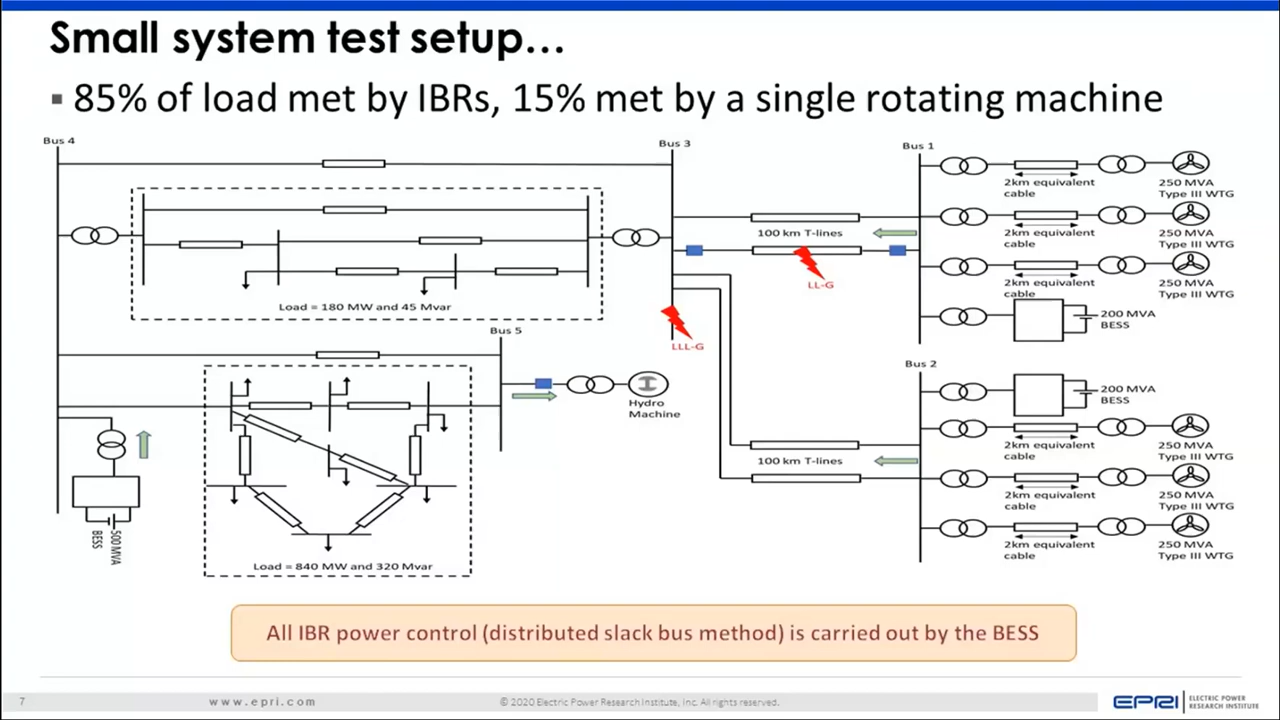 Small system test setup...
▪ 85% of load met by IBRs, 15% met by a single rotating machine
Bus 4
Bus 3
Bus 1
2km equivalent
cable
250 MVA
Type III WTG
2km equivalent
cable
250 MVA
Type III WTG
100 km T-lines
2km equivalent
cable
250 MVA
Type III WTG
LL-G
Load = 180 MW and 45 Mvar
200 MVA
BESS
LLL-G
Bus 5
Bus 2
Hydro
Machine
200 MVA
BESS
2km equivalent
cable
250 MVA
Type III WTG
100 km T-lines
2km equivalent
cable
250 MVA
Type III WTG
2km equivalent
cable
250 MVA
Type III WTG
500 MVA
BESS
Load = 840 MW and 320 Mvar
All IBR power control (distributed slack bus method) is carried out by the BESS
7
www.epri.com
© 2020 Electric Power Research Institute, Inc. All rights reserved.
EPRI
ELECTRIC POWER
RESEARCH INSTITUTE